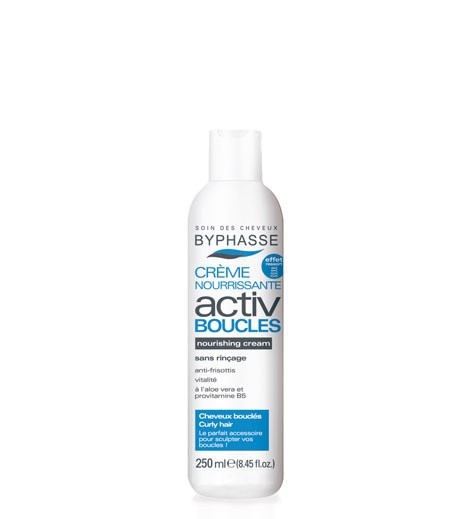 SOIN DES CHEVEUX
BYPHASSE
effet
CRÈME
NOURRISSANTE
activ
BOUCLES
nourishing cream
sans rinçage
anti-frisottis
vitalité
à l'aloe vera et
provitamine B5
Cheveux bouclés
Curly hair
Le parfait accessoire
pour sculpter vos
boucles !
250 ml e (8.45 fl.oz.)